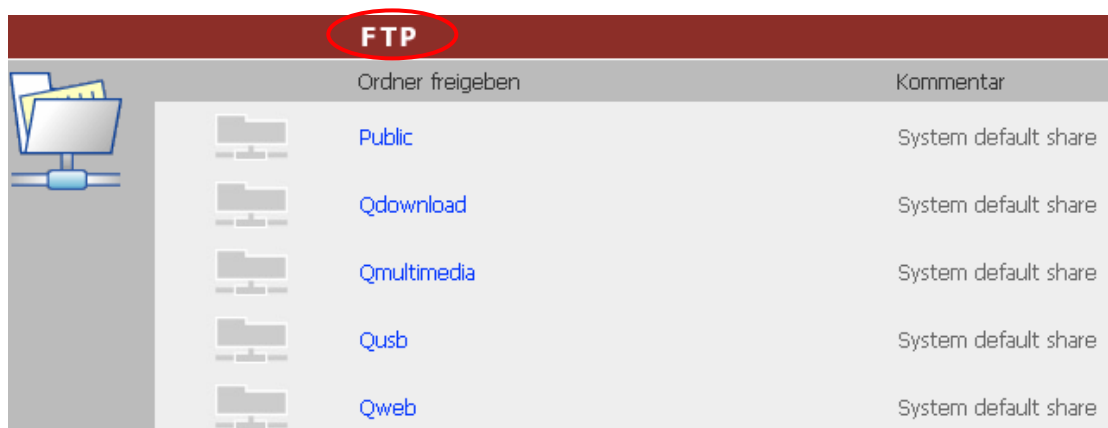 FTP
Ordner freigeben Kommentar
Public System default share
Qdownload System default share
Qmultimedia System default share
Qusb System default share
Qweb System default share